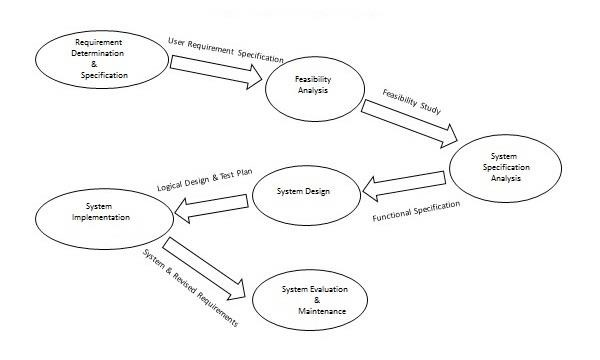 Requirement
Determination
&
Specification
User Requirement Specification
Feasibility
Analysis
Feasibility Study
System
Specification
Analysis
Functional Specification
System Design
Logical Design & Test Plan
System
Implementation
System & Revised Requirements
System Evaluation
&
Maintenance